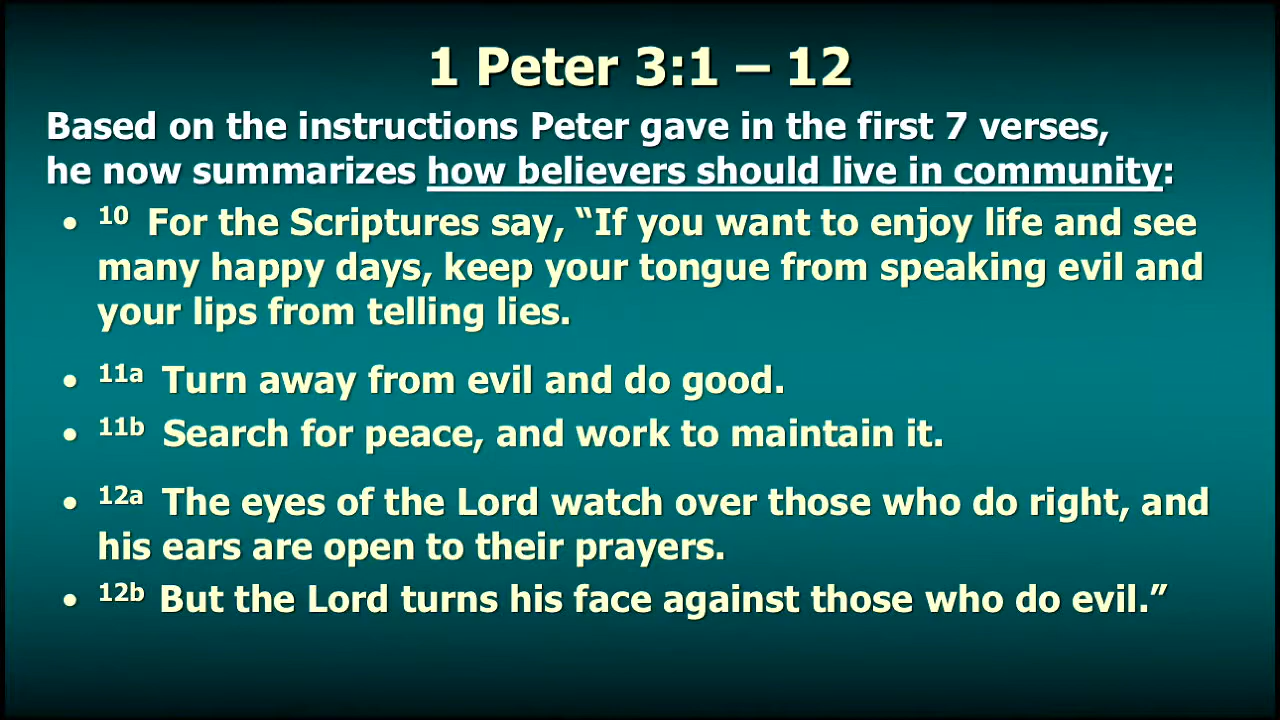 1 Peter 3:1 – 12
Based on the instructions Peter gave in the first 7 verses,
he now summarizes how believers should live in community:
• 10 For the Scriptures say, “If you want to enjoy life and see
many happy days, keep your tongue from speaking evil and
your lips from telling lies.
• 11a Turn away from evil and do good.
• 11b Search for peace, and work to maintain it.
• 12a The eyes of the Lord watch over those who do right, and
his ears are open to their prayers.
• 12b But the Lord turns his face against those who do evil.”